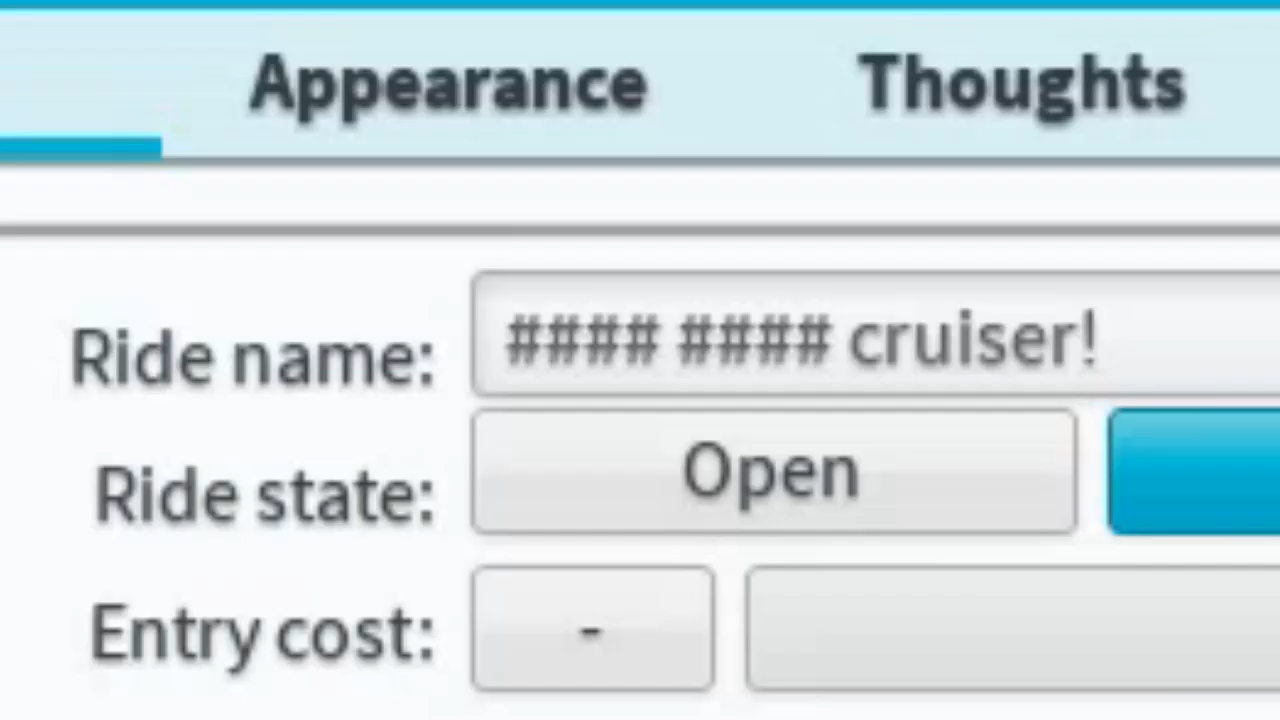 Appearance Thoughts
Ride name: #### #### cruiser!
Ride state: Open
Entry cost: -